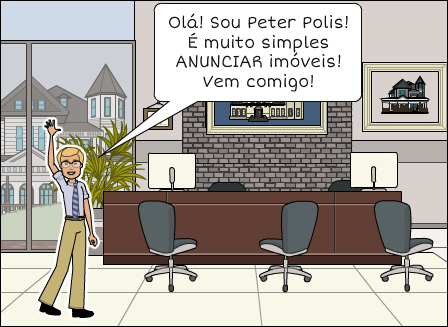 Olá! Sou Peter Polis!
É muito simples
ANUNCIAR imóveis!
Vem comigo!